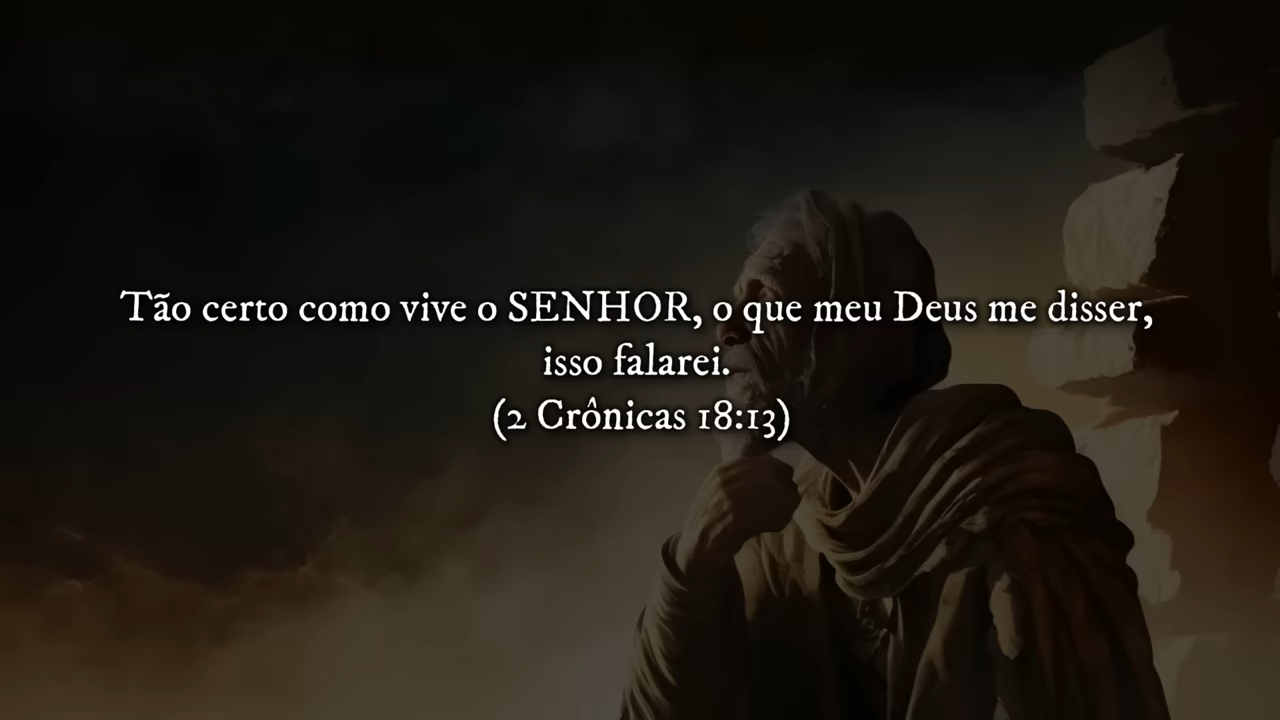 Tão certo como vive o SENHOR, o que meu Deus me disser,
isso falarei.
(2 Crônicas 18:13)